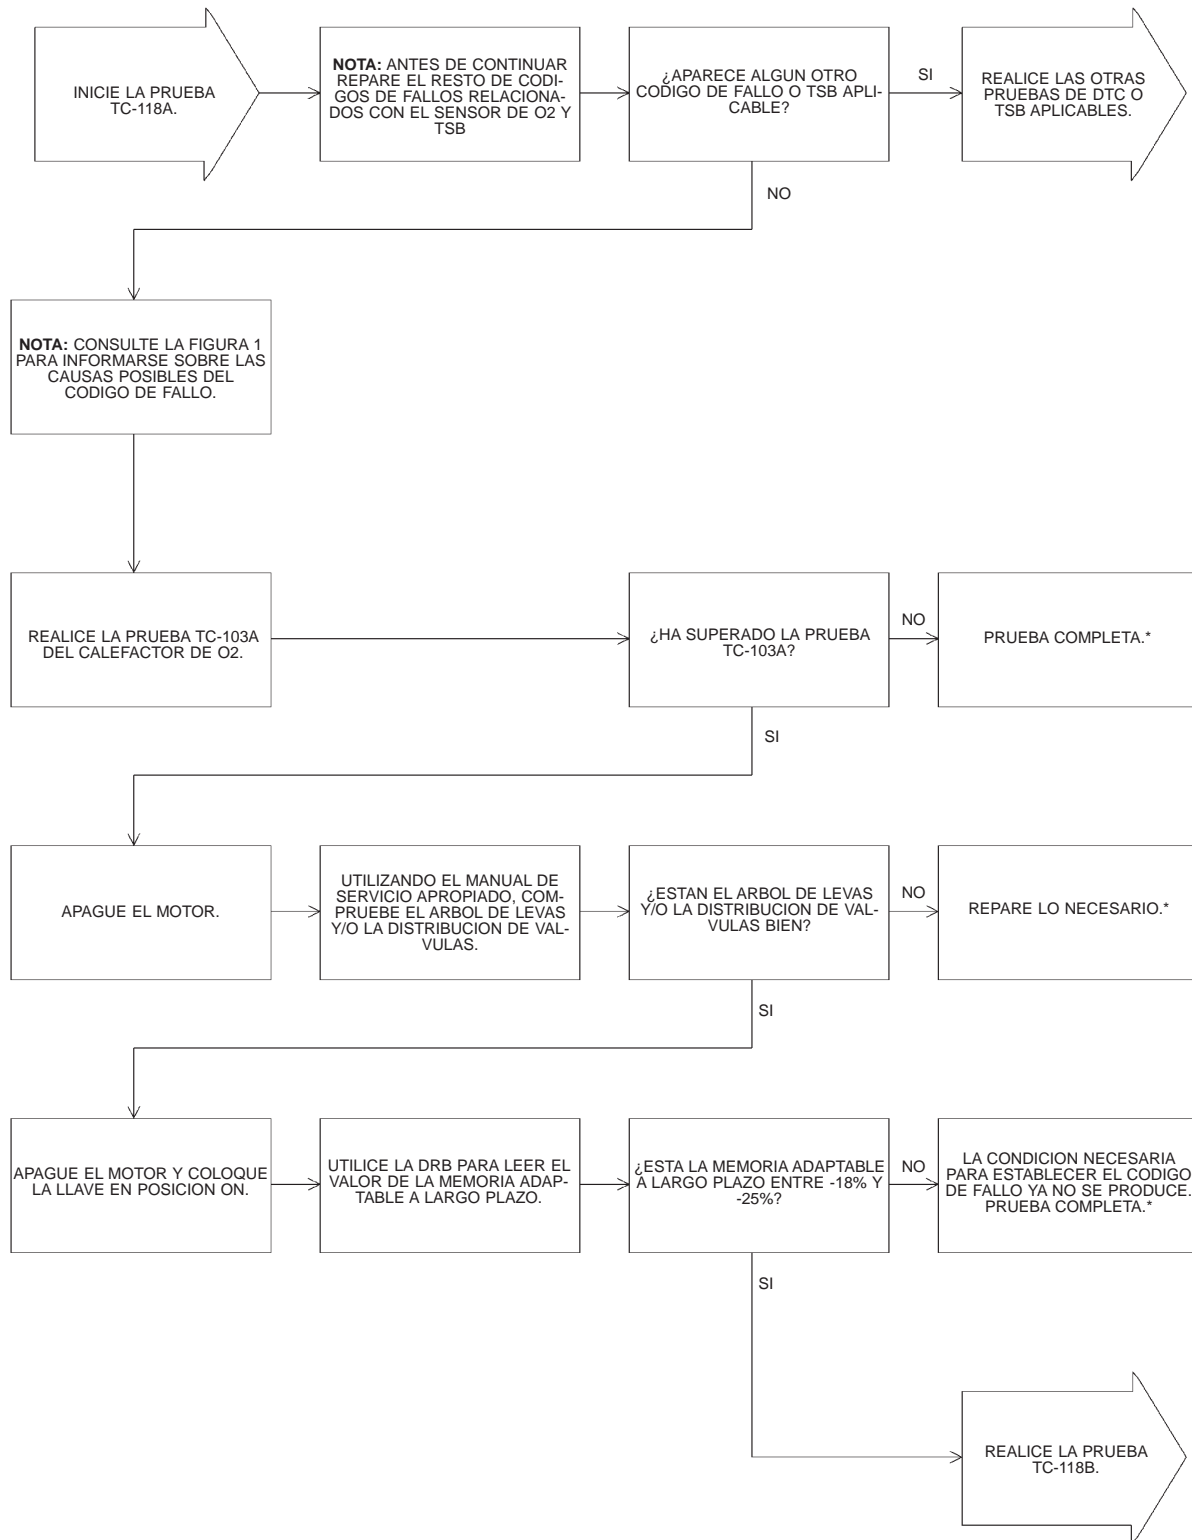 INICIE LA PRUEBA
TC-118A.
NOTA: ANTES DE CONTINUAR
REPARE EL RESTO DE CODI-
GOS DE FALLOS RELACIONA-
DOS CON EL SENSOR DE O2 Y
TSB
¿APARECE ALGUN OTRO
CODIGO DE FALLO O TSB APLI-
CABLE?
SI
REALICE LAS OTRAS
PRUEBAS DE DTC O
TSB APLICABLES.
NO
NOTA: CONSULTE LA FIGURA 1
PARA INFORMARSE SOBRE LAS
CAUSAS POSIBLES DEL
CODIGO DE FALLO.
REALICE LA PRUEBA TC-103A
DEL CALEFACTOR DE O2.
¿HA SUPERADO LA PRUEBA
TC-103A?
NO
PRUEBA COMPLETA.*
SI
APAGUE EL MOTOR.
UTILIZANDO EL MANUAL DE
SERVICIO APROPIADO, COM-
PRUEBE EL ARBOL DE LEVAS
Y/O LA DISTRIBUCION DE VAL-
VULAS.
¿ESTAN EL ARBOL DE LEVAS
Y/O LA DISTRIBUCION DE VAL-
VULAS BIEN?
NO
REPARE LO NECESARIO.*
SI
APAGUE EL MOTOR Y COLOQUE
LA LLAVE EN POSICION ON.
UTILICE LA DRB PARA LEER EL
VALOR DE LA MEMORIA ADAP-
TABLE A LARGO PLAZO.
¿ESTA LA MEMORIA ADAPTABLE
A LARGO PLAZO ENTRE -18% Y
-25%?
NO
LA CONDICION NECESARIA
PARA ESTABLECER EL CODIGO
DE FALLO YA NO SE PRODUCE.
PRUEBA COMPLETA.*
SI
REALICE LA PRUEBA
TC-118B.